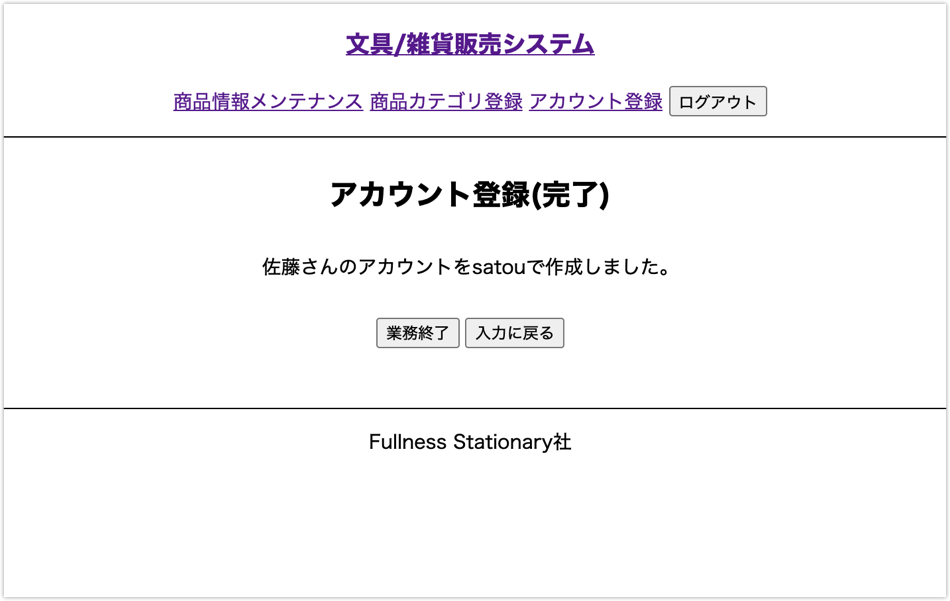 文具/雑貨販売システム
商品情報メンテナンス 商品カテゴリ登録 アカウント登録 ログアウト
アカウント登録(完了)
佐藤さんのアカウントをsatouで作成しました。
業務終了 入力に戻る
Fullness Stationary社